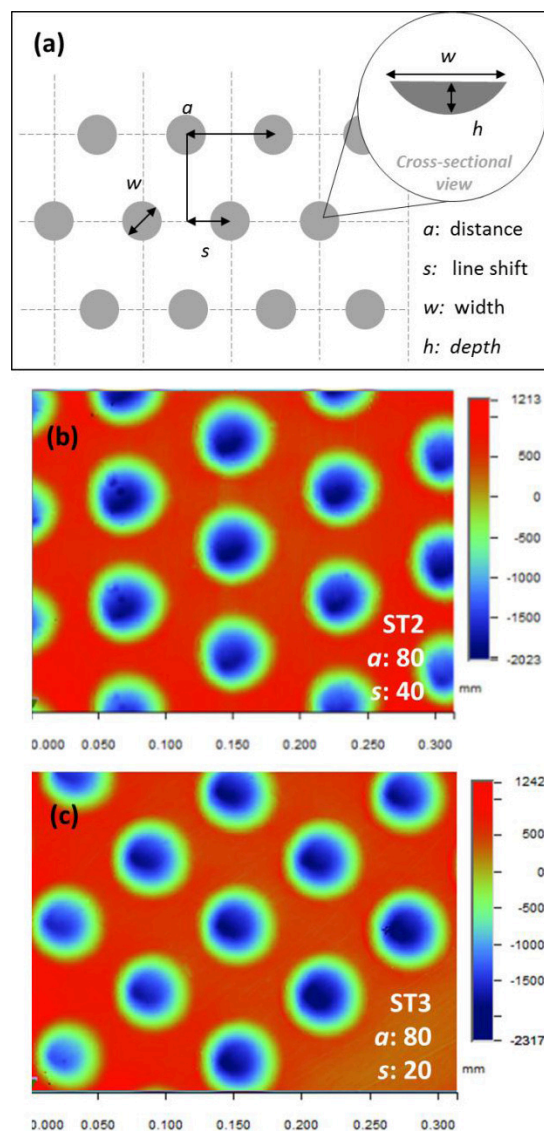 (a)
w
h
Cross-sectional
view
a
w
s
a: distance
s: line shift
w: width
h: depth
(b)
ST2
a: 80
s: 40
1213
500
0
-500
-1000
-1500
-2023
mm
0.000 0.050 0.100 0.150 0.200 0.250 0.300
(c)
ST3
a: 80
s: 20
1242
500
0
-500
-1000
-1500
-2317
mm
0.000 0.050 0.100 0.150 0.200 0.250 0.300